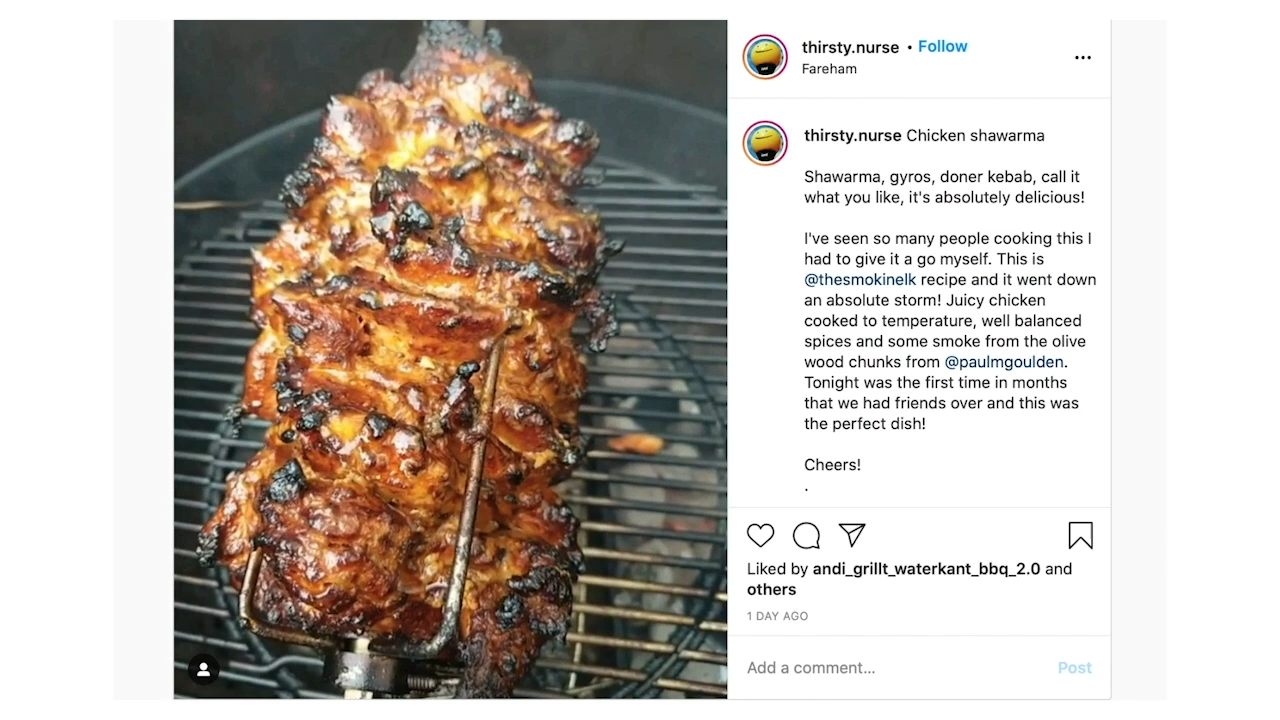 thirsty.nurse • Follow
Fareham
thirsty.nurse Chicken shawarma
Shawarma, gyros, doner kebab, call it
what you like, it's absolutely delicious!
I've seen so many people cooking this I
had to give it a go myself. This is
@thesmokinelk recipe and it went down
an absolute storm! Juicy chicken
cooked to temperature, well balanced
spices and some smoke from the olive
wood chunks from @paulmgoulden.
Tonight was the first time in months
that we had friends over and this was
the perfect dish!
Cheers!
.
Liked by andi_grillt_waterkant_bbq_2.0 and
others
1 DAY AGO
Add a comment... Post